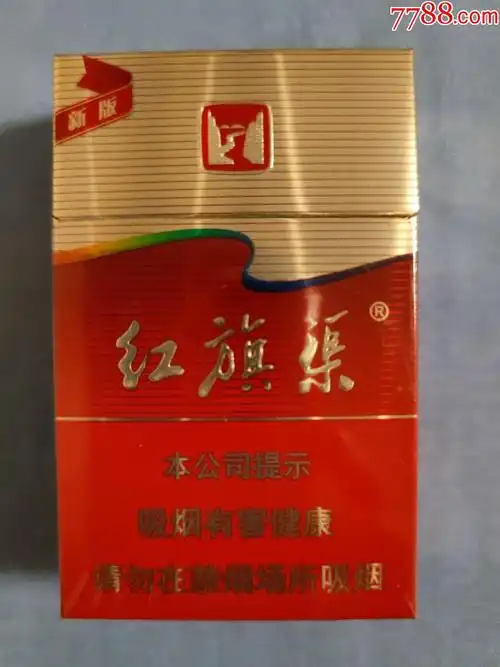 7788.com
新版
红旗渠®
本公司提示
吸烟有害健康
请勿在禁烟场所吸烟